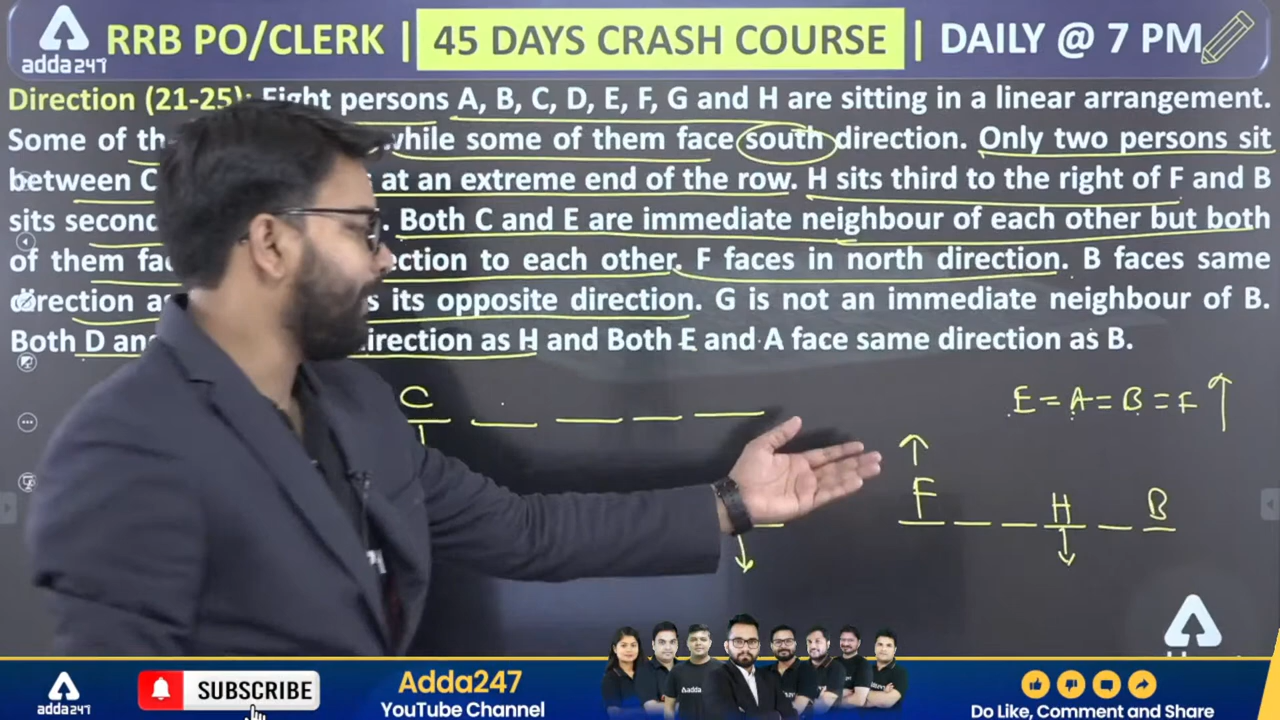 adda247
RRB PO/CLERK | 45 DAYS CRASH COURSE | DAILY @ 7 PM
Direction (21-25): Eight persons A, B, C, D, E, F, G and H are sitting in a linear arrangement.
Some of th while some of them face south direction. Only two persons sit
between C at an extreme end of the row. H sits third to the right of F and B
sits second . Both C and E are immediate neighbour of each other but both
of them fac ection to each other. F faces in north direction. B faces same
direction as s its opposite direction. G is not an immediate neighbour of B.
Both D and irection as H and Both E and A face same direction as B.
C
E = A = B = F ↑
F H B
adda247
SUBSCRIBE
Adda247
YouTube Channel
Like, Comment and Share
Do